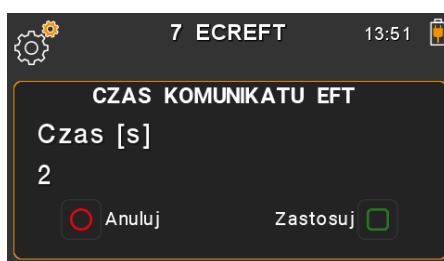 7 ECREFT 13:51
CZAS KOMUNIKATU EFT
Czas [s]
2
Anuluj Zastosuj